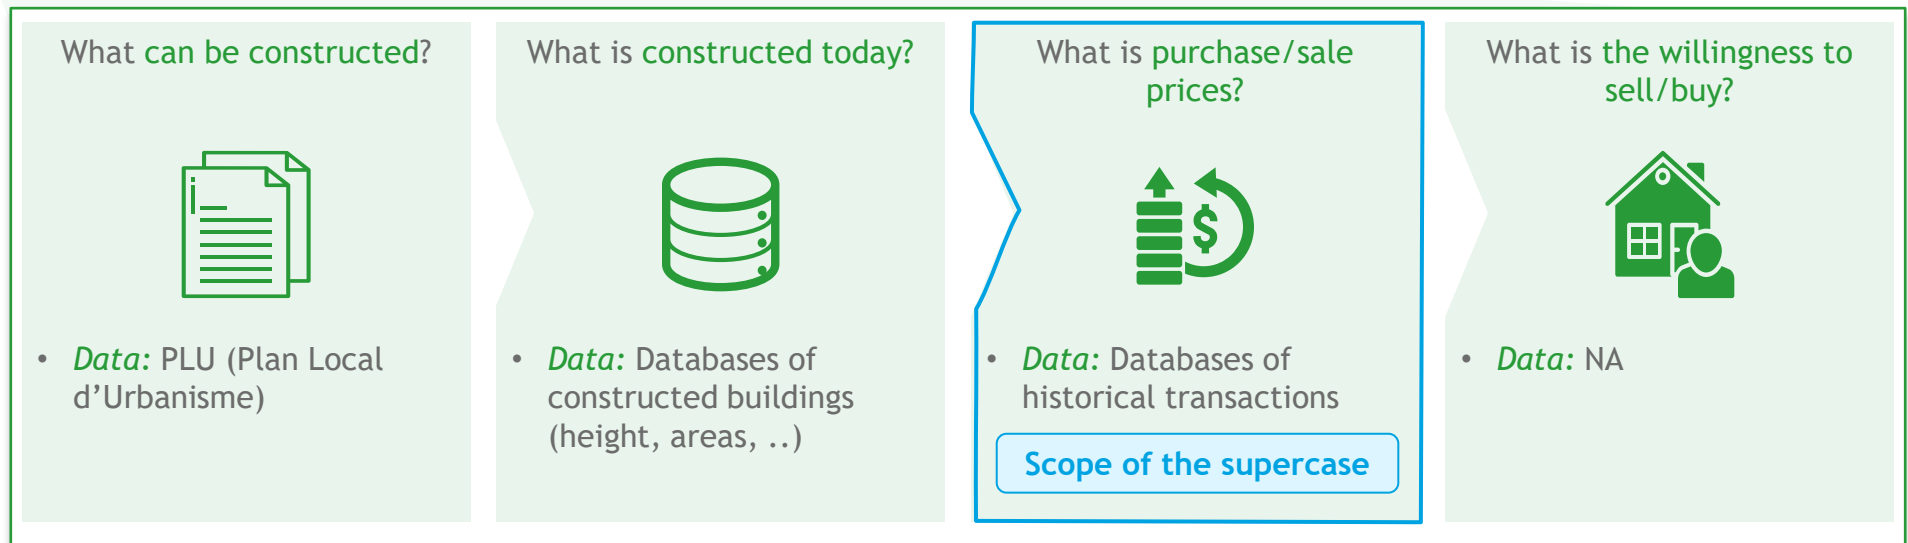 What can be constructed?
• Data: PLU (Plan Local
d’Urbanisme)
What is constructed today?
• Data: Databases of
constructed buildings
(height, areas, ..)
What is purchase/sale
prices?
$
• Data: Databases of
historical transactions
Scope of the supercase
What is the willingness to
sell/buy?
• Data: NA